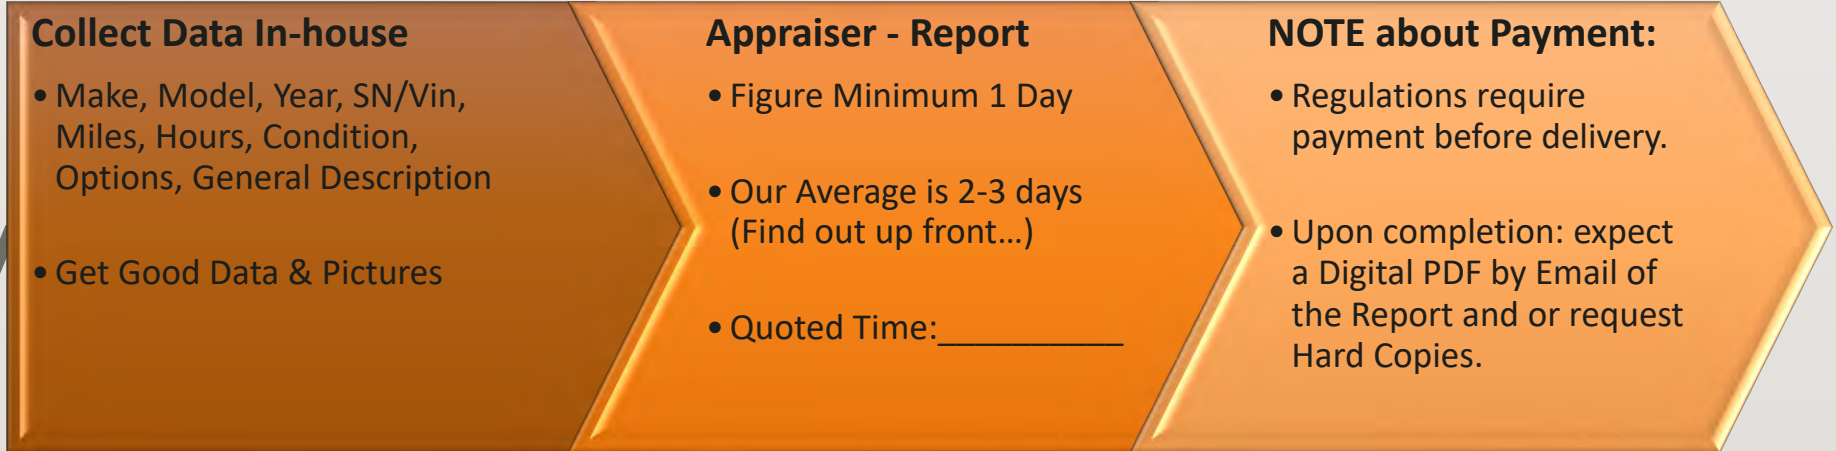 Collect Data In-house
• Make, Model, Year, SN/Vin,
Miles, Hours, Condition,
Options, General Description
• Get Good Data & Pictures
Appraiser - Report
• Figure Minimum 1 Day
• Our Average is 2-3 days
(Find out up front...)
• Quoted Time:__________
NOTE about Payment:
• Regulations require
payment before delivery.
• Upon completion: expect
a Digital PDF by Email of
the Report and or request
Hard Copies.